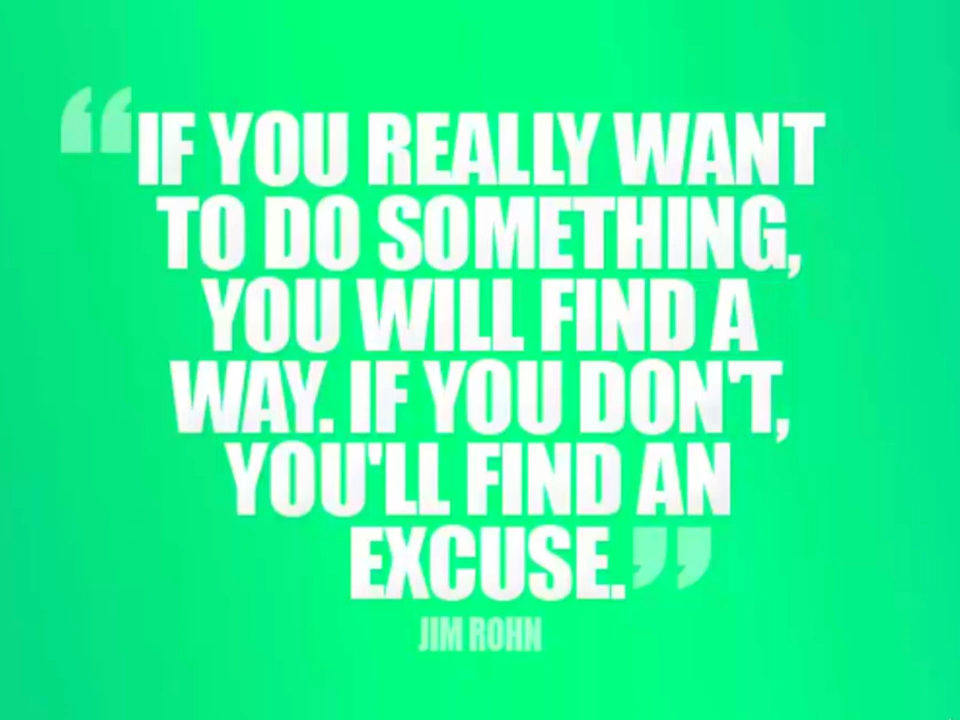 “IF YOU REALLY WANT
TO DO SOMETHING,
YOU WILL FIND A
WAY. IF YOU DON'T,
YOU'LL FIND AN
EXCUSE.”
JIM ROHN